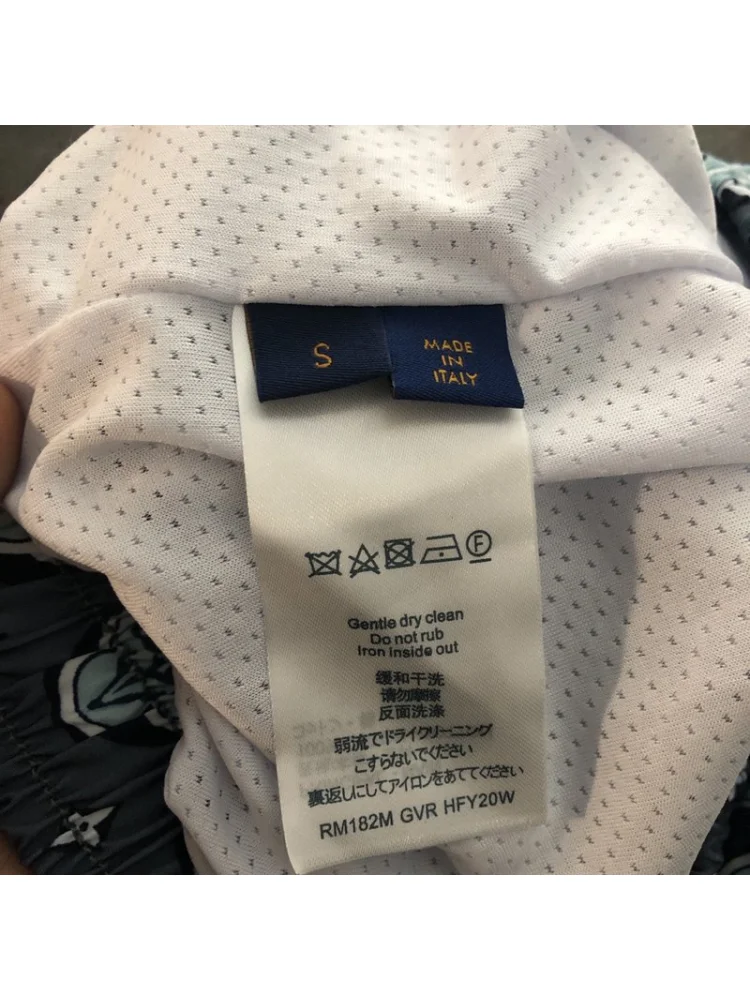 S
MADE
IN
ITALY
F
Gentle dry clean
Do not rub
Iron inside out
缓和干洗
请勿摩擦
反面洗涤
弱流でドライクリーニング
こすらないでください
裏返しにしてアイロンをあててください
RM182M GVR HFY20W